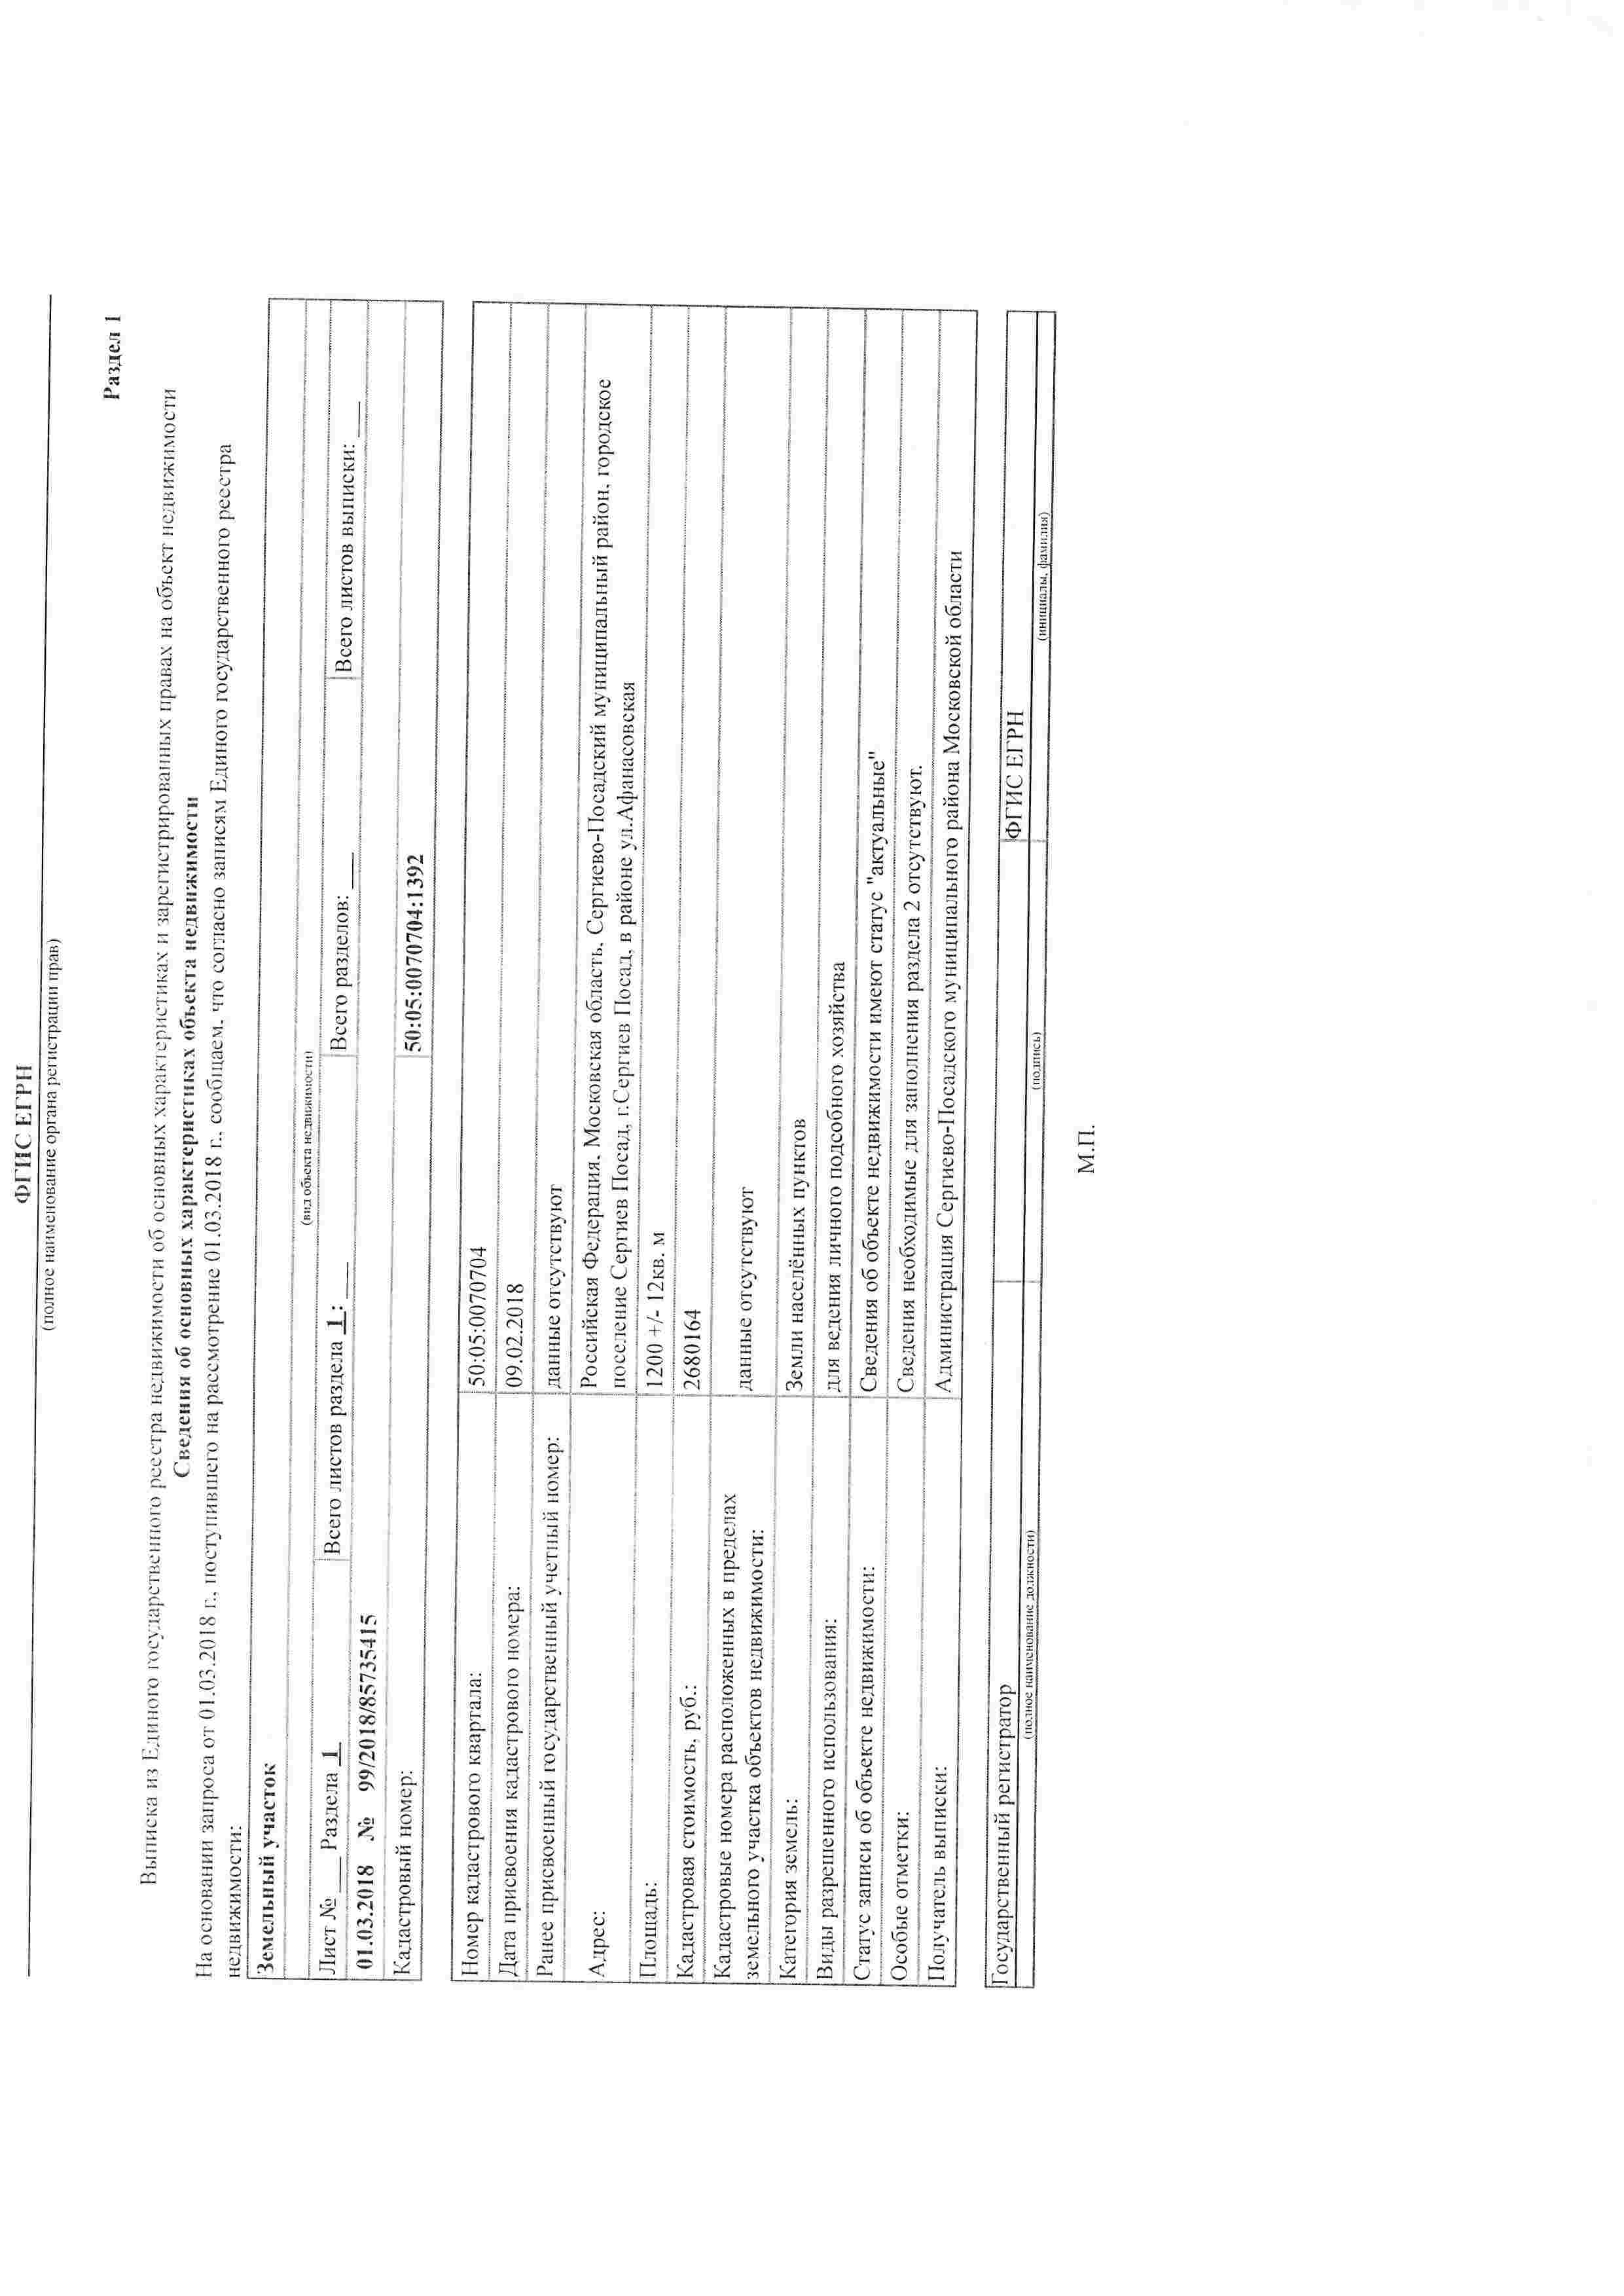 ФГИС ЕГРН
(полное наименование органа регистрации прав)
Раздел 1
Выписка из Единого государственного реестра недвижимости об основных характеристиках и зарегистрированных правах на объект недвижимости
Сведения об основных характеристиках объекта недвижимости
На основании запроса от 01.03.2018 г., поступившего на рассмотрение 01.03.2018 г., сообщаем, что согласно записям Единого государственного реестра
недвижимости:
Земельный участок
(вид объекта недвижимости)
Лист № ___ Раздела 1 Всего листов раздела 1 : ___ Всего разделов: ___ Всего листов выписки: ___
01.03.2018 № 99/2018/85735415
Кадастровый номер: 50:05:0070704:1392
Номер кадастрового квартала: 50:05:0070704
Дата присвоения кадастрового номера: 09.02.2018
Ранее присвоенный государственный учетный номер: данные отсутствуют
Адрес: Российская Федерация, Московская область, Сергиево-Посадский муниципальный район, городское
поселение Сергиев Посад, г.Сергиев Посад, в районе ул.Афанасовская
Площадь: 1200 +/- 12кв. м
Кадастровая стоимость, руб.: 2680164
Кадастровые номера расположенных в пределах
земельного участка объектов недвижимости: данные отсутствуют
Категория земель: Земли населённых пунктов
Виды разрешенного использования: для ведения личного подсобного хозяйства
Статус записи об объекте недвижимости: Сведения об объекте недвижимости имеют статус "актуальные"
Особые отметки: Сведения необходимые для заполнения раздела 2 отсутствуют.
Получатель выписки: Администрация Сергиево-Посадского муниципального района Московской области
Государственный регистратор ФГИС ЕГРН
(полное наименование должности) (подпись) (инициалы, фамилия)
М.П.